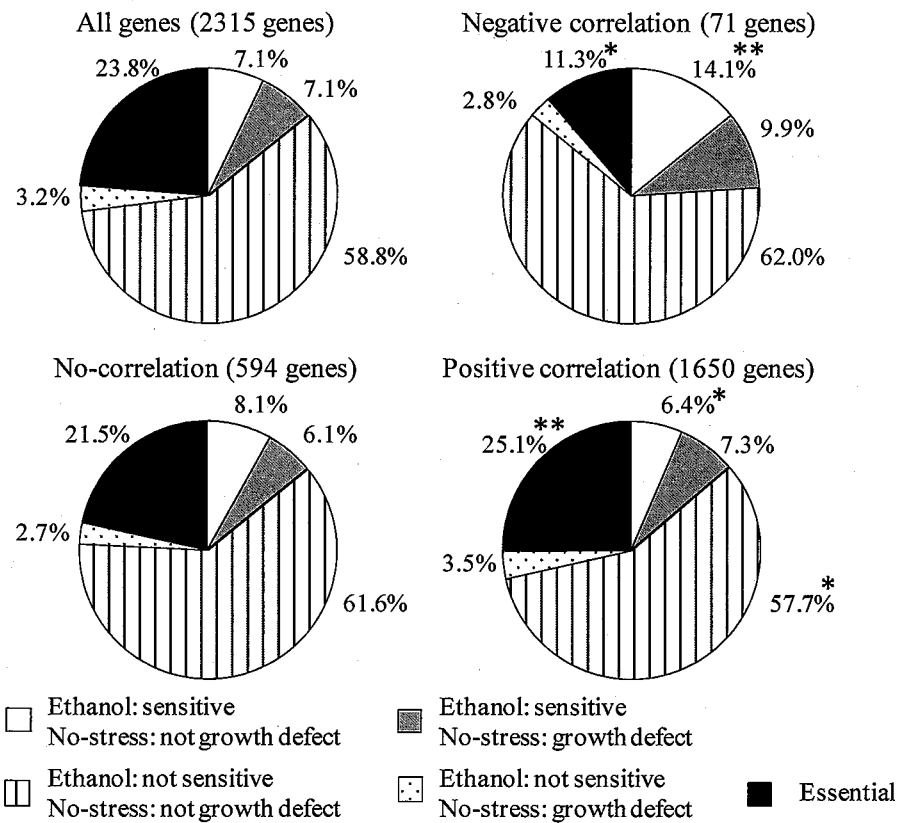 All genes (2315 genes)
23.8%
7.1%
7.1%
3.2%
58.8%
Negative correlation (71 genes)
11.3%*
14.1%**
2.8%
9.9%
62.0%
No-correlation (594 genes)
8.1%
21.5%
6.1%
2.7%
61.6%
Positive correlation (1650 genes)
6.4%*
25.1%**
7.3%
3.5%
57.7%*
Ethanol: sensitive
No-stress: not growth defect
Ethanol: sensitive
No-stress: growth defect
Ethanol: not sensitive
No-stress: not growth defect
Ethanol: not sensitive
No-stress: growth defect
Essential